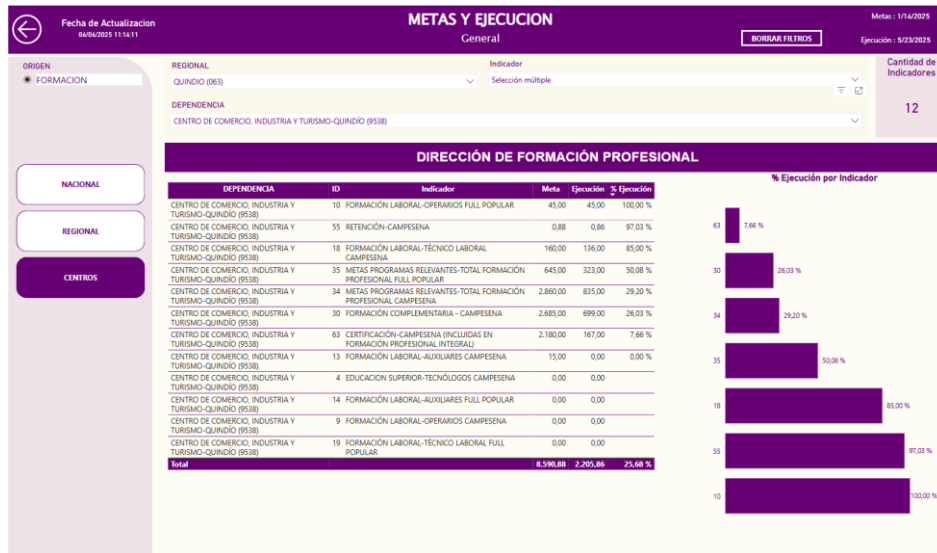 Fecha de Actualizacion
04/04/2025 11:14:11
METAS Y EJECUCION
General
BORRAR FILTROS
Metas : 1/14/2025
Ejecución : 5/23/2025
ORIGEN
FORMACION
REGIONAL
QUINDIO (063)
Indicador
Selección múltiple
DEPENDENCIA
CENTRO DE COMERCIO, INDUSTRIA Y TURISMO-QUINDÍO (9538)
Cantidad de
Indicadores
12
NACIONAL
REGIONAL
CENTROS
DIRECCIÓN DE FORMACIÓN PROFESIONAL
DEPENDENCIA ID Indicador Meta Ejecución % Ejecución
CENTRO DE COMERCIO, INDUSTRIA Y 10 FORMACIÓN LABORAL-OPERARIOS FULL POPULAR 45,00 45,00 100,00 %
TURISMO-QUINDÍO (9538)
CENTRO DE COMERCIO, INDUSTRIA Y 55 RETENCIÓN-CAMPESENA 0,88 0,86 97,03 %
TURISMO-QUINDÍO (9538)
CENTRO DE COMERCIO, INDUSTRIA Y 18 FORMACIÓN LABORAL-TÉCNICO LABORAL 160,00 136,00 85,00 %
TURISMO-QUINDÍO (9538) CAMPESENA
CENTRO DE COMERCIO, INDUSTRIA Y 35 METAS PROGRAMAS RELEVANTES-TOTAL FORMACIÓN 645,00 323,00 50,08 %
TURISMO-QUINDÍO (9538) PROFESIONAL FULL POPULAR
CENTRO DE COMERCIO, INDUSTRIA Y 34 METAS PROGRAMAS RELEVANTES-TOTAL FORMACIÓN 2.860,00 835,00 29,20 %
TURISMO-QUINDÍO (9538) PROFESIONAL CAMPESENA
CENTRO DE COMERCIO, INDUSTRIA Y 30 FORMACIÓN COMPLEMENTARIA - CAMPESENA 2.685,00 699,00 26,03 %
TURISMO-QUINDÍO (9538)
CENTRO DE COMERCIO, INDUSTRIA Y 63 CERTIFICACIÓN-CAMPESENA (INCLUIDAS EN 2.180,00 167,00 7,66 %
TURISMO-QUINDÍO (9538) FORMACIÓN PROFESIONAL INTEGRAL)
CENTRO DE COMERCIO, INDUSTRIA Y 13 FORMACIÓN LABORAL-AUXILIARES CAMPESENA 15,00 0,00 0,00 %
TURISMO-QUINDÍO (9538)
CENTRO DE COMERCIO, INDUSTRIA Y 4 EDUCACION SUPERIOR-TECNÓLOGOS CAMPESENA 0,00 0,00
TURISMO-QUINDÍO (9538)
CENTRO DE COMERCIO, INDUSTRIA Y 14 FORMACIÓN LABORAL-AUXILIARES FULL POPULAR 0,00 0,00
TURISMO-QUINDÍO (9538)
CENTRO DE COMERCIO, INDUSTRIA Y 9 FORMACIÓN LABORAL-OPERARIOS CAMPESENA 0,00 0,00
TURISMO-QUINDÍO (9538)
CENTRO DE COMERCIO, INDUSTRIA Y 19 FORMACIÓN LABORAL-TÉCNICO LABORAL FULL 0,00 0,00
TURISMO-QUINDÍO (9538) POPULAR
Total 8.590,88 2.205,86 25,68 %
% Ejecución por Indicador
63 7,66 %
30 26,03 %
34 29,20 %
35 50,08 %
18 85,00 %
55 97,03 %
10 100,00 %